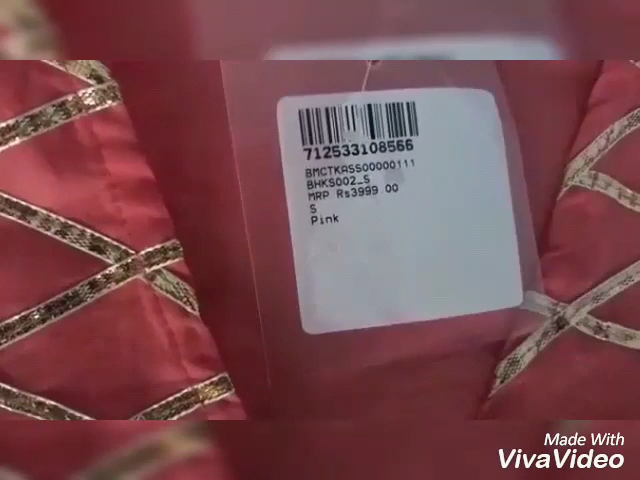 712533108566
BMCTKASS00000111
BHKS002_S
MRP Rs3999 00
S
Pink
Made With
VivaVideo